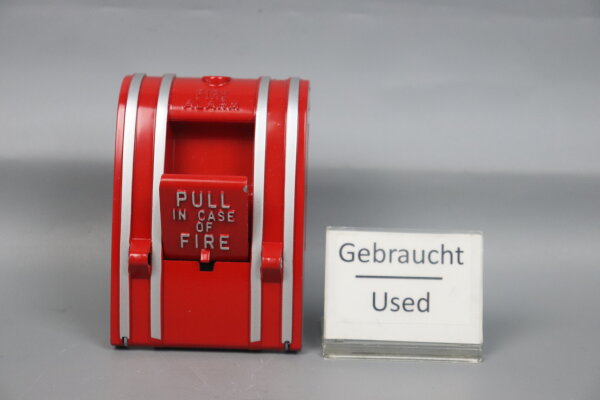 FIRE
ALARM
PULL
IN CASE
OF
FIRE
Gebraucht
Used